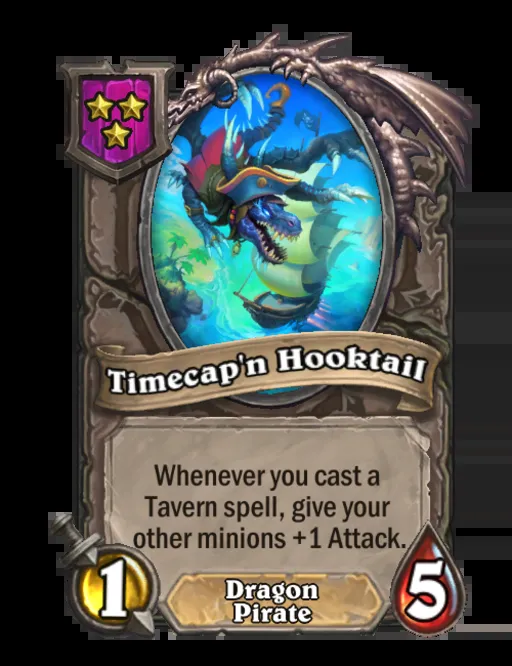 Timecap'n Hooktail
Whenever you cast a
Tavern spell, give your
other minions +1 Attack.
1
Dragon
Pirate
5